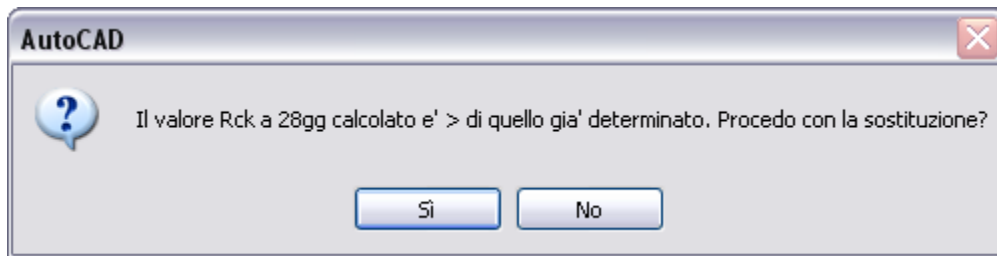 AutoCAD
Il valore Rck a 28gg calcolato e' > di quello gia' determinato. Procedo con la sostituzione?
Sì
No